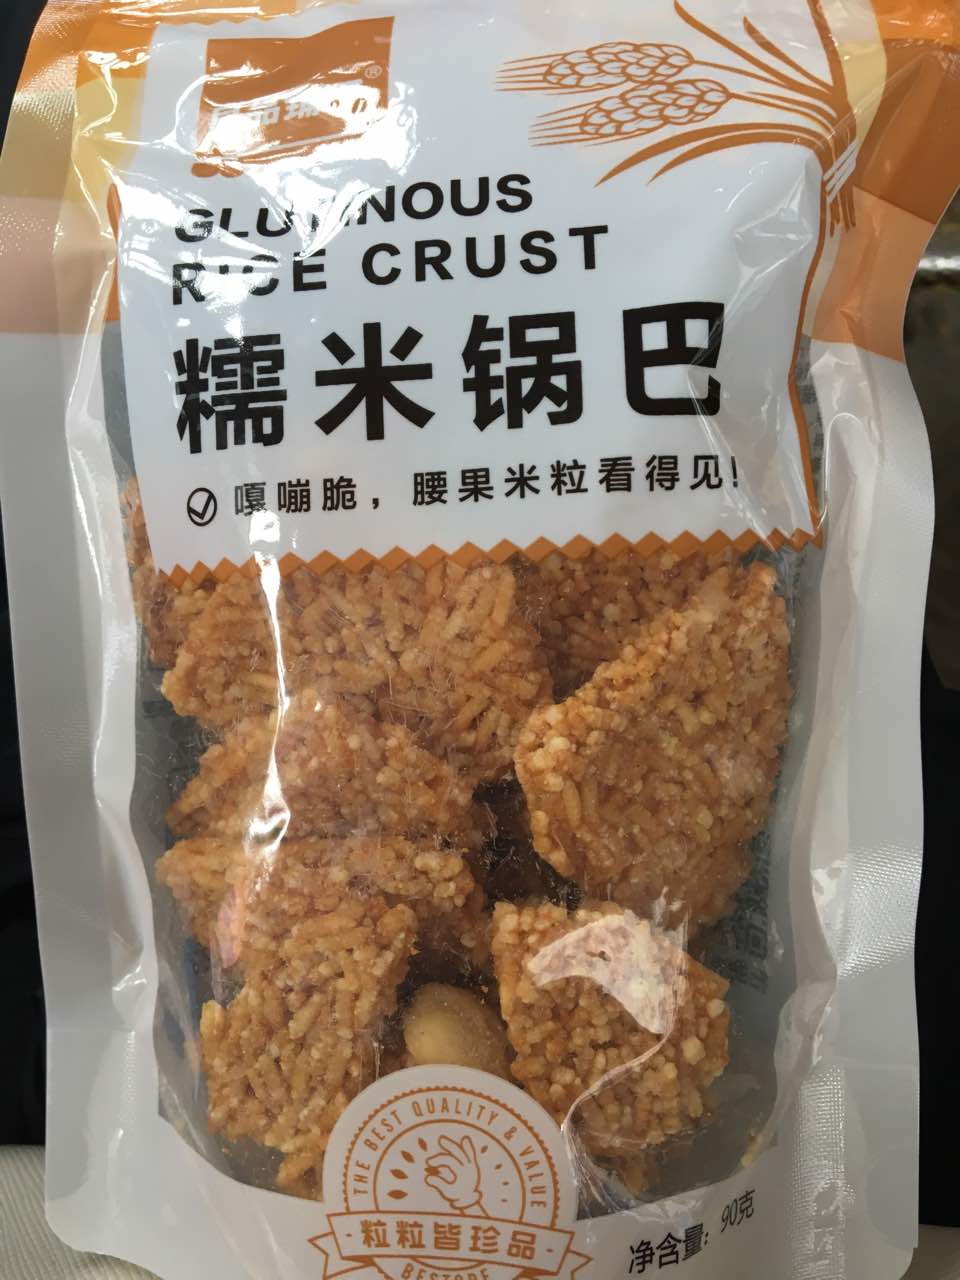 GLUTINOUS
RICE CRUST
糯米锅巴
嘎嘣脆，腰果米粒看得见!
THE BEST QUALITY & VALUE
粒粒皆珍品
BESTORE
净含量: 90克